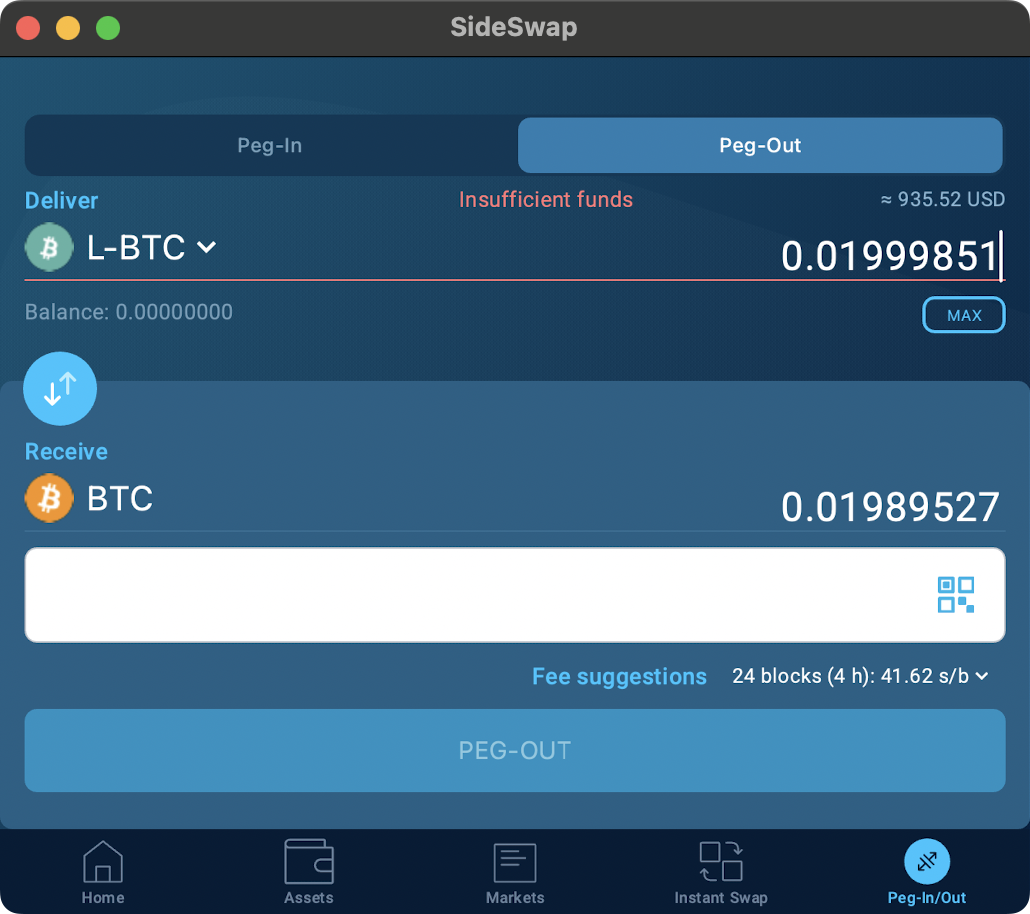 SideSwap
Peg-In Peg-Out
Deliver Insufficient funds ≈ 935.52 USD
L-BTC 0.01999851
Balance: 0.00000000 MAX
Receive
BTC 0.01989527
Fee suggestions 24 blocks (4 h): 41.62 s/b
PEG-OUT
Home Assets Markets Instant Swap Peg-In/Out